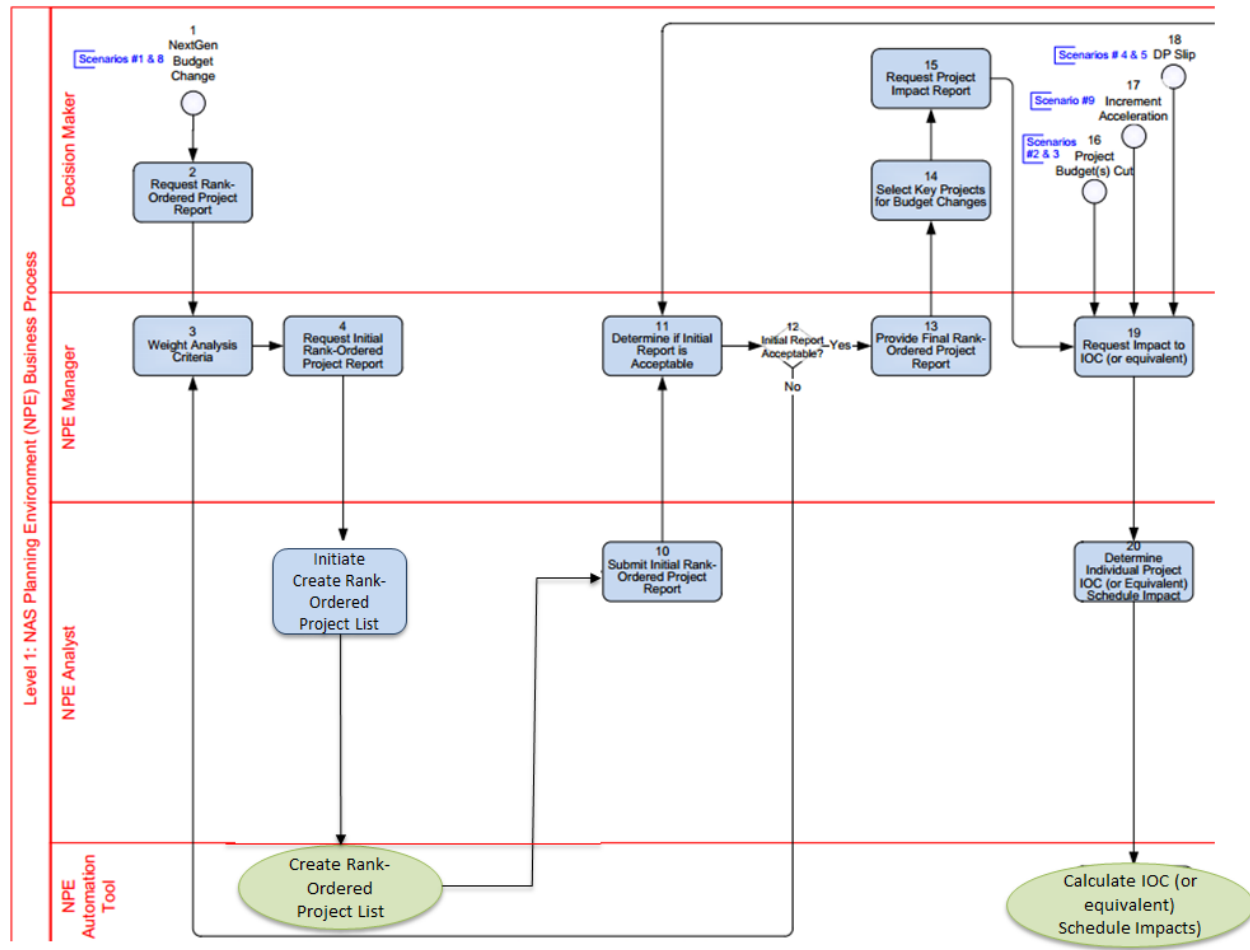 Level 1: NAS Planning Environment (NPE) Business Process
Decision Maker
Scenarios #1 & 8
1
NextGen
Budget
Change
2
Request Rank-
Ordered Project
Report
15
Request Project
Impact Report
14
Select Key Projects
for Budget Changes
Scenarios # 4 & 5
18
DP Slip
Scenario #9
17
Increment
Acceleration
Scenarios
#2 & 3
16
Project
Budget(s) Cut
NPE Manager
3
Weight Analysis
Criteria
4
Request Initial
Rank-Ordered
Project Report
11
Determine if Initial
Report is
Acceptable
12
Initial Report
Acceptable?
Yes
No
13
Provide Final Rank-
Ordered Project
Report
19
Request Impact to
IOC (or equivalent)
NPE Analyst
Initiate
Create Rank-
Ordered
Project List
10
Submit Initial Rank-
Ordered Project
Report
20
Determine
Individual Project
IOC (or Equivalent)
Schedule Impact
NPE
Automation
Tool
Create Rank-
Ordered
Project List
Calculate IOC (or
equivalent)
Schedule Impacts)